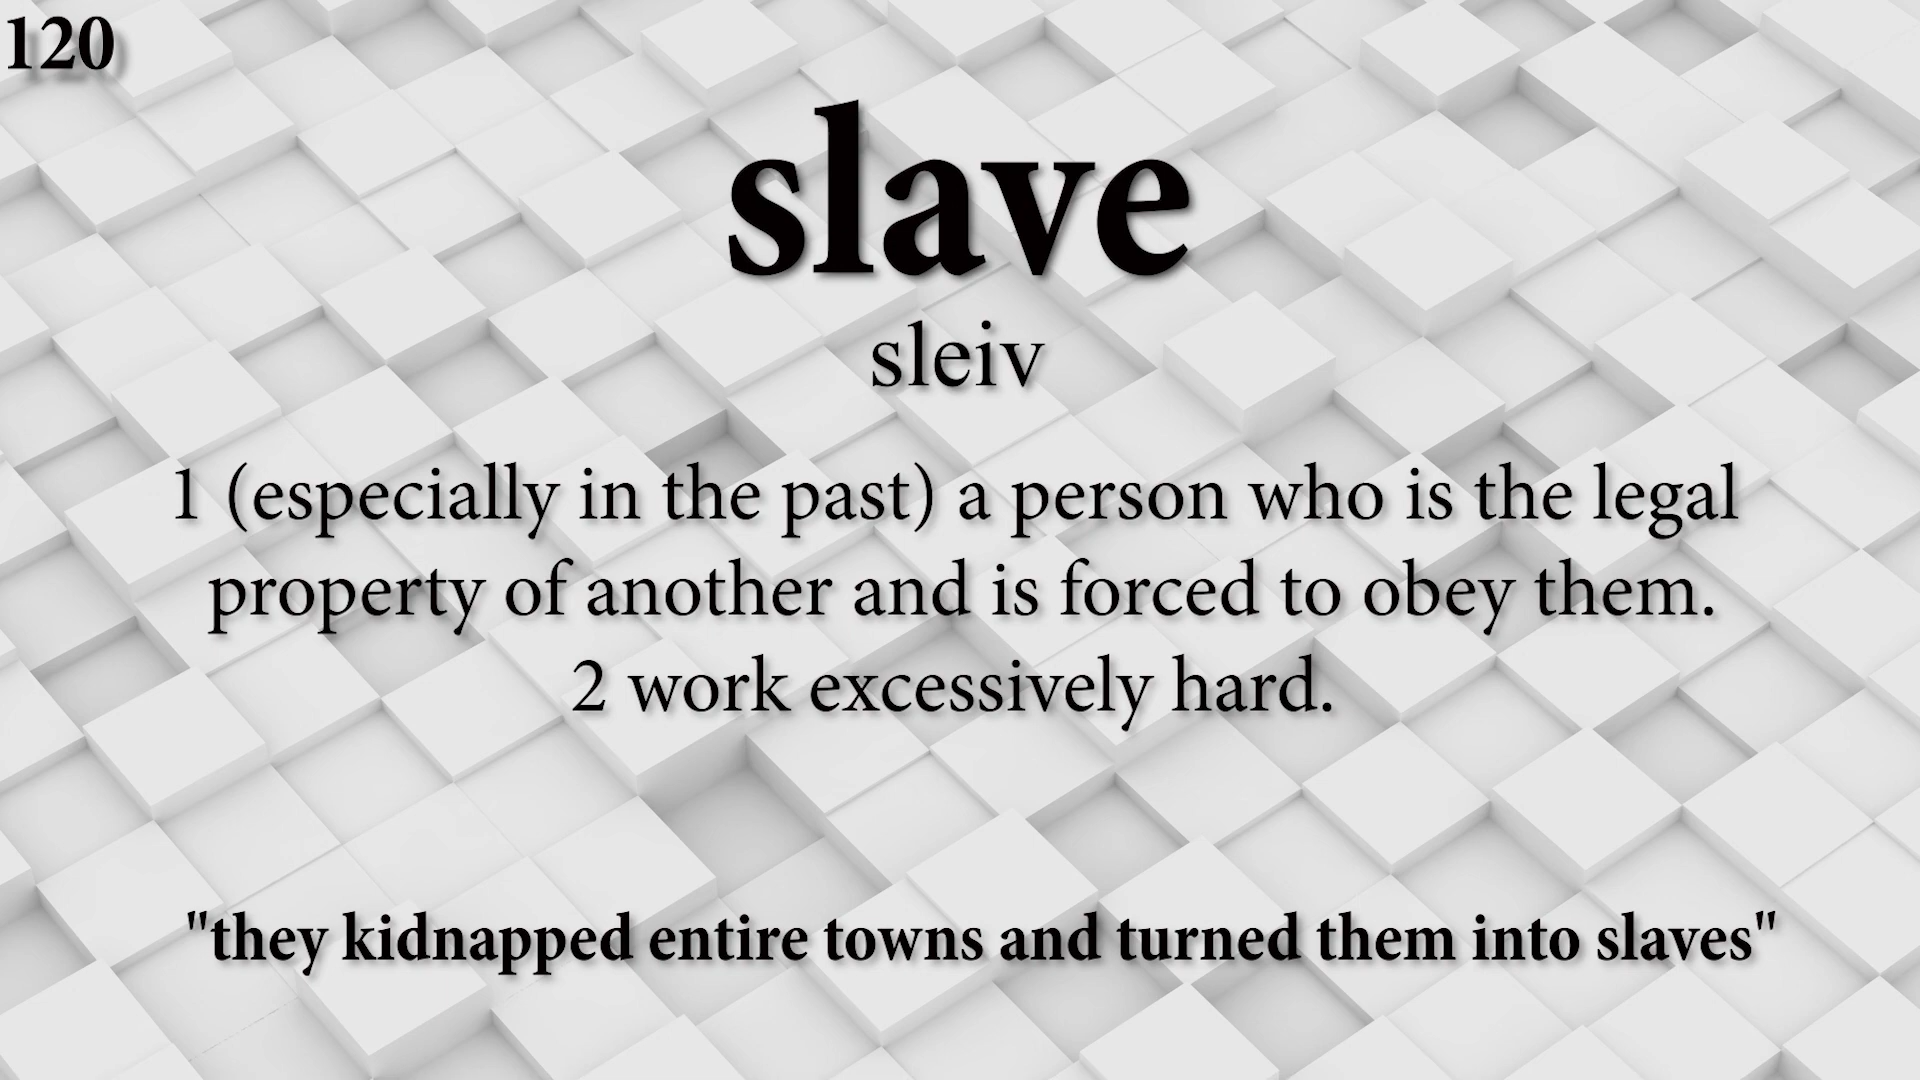 120
slave
sleiv
1 (especially in the past) a person who is the legal
property of another and is forced to obey them.
2 work excessively hard.
"they kidnapped entire towns and turned them into slaves"